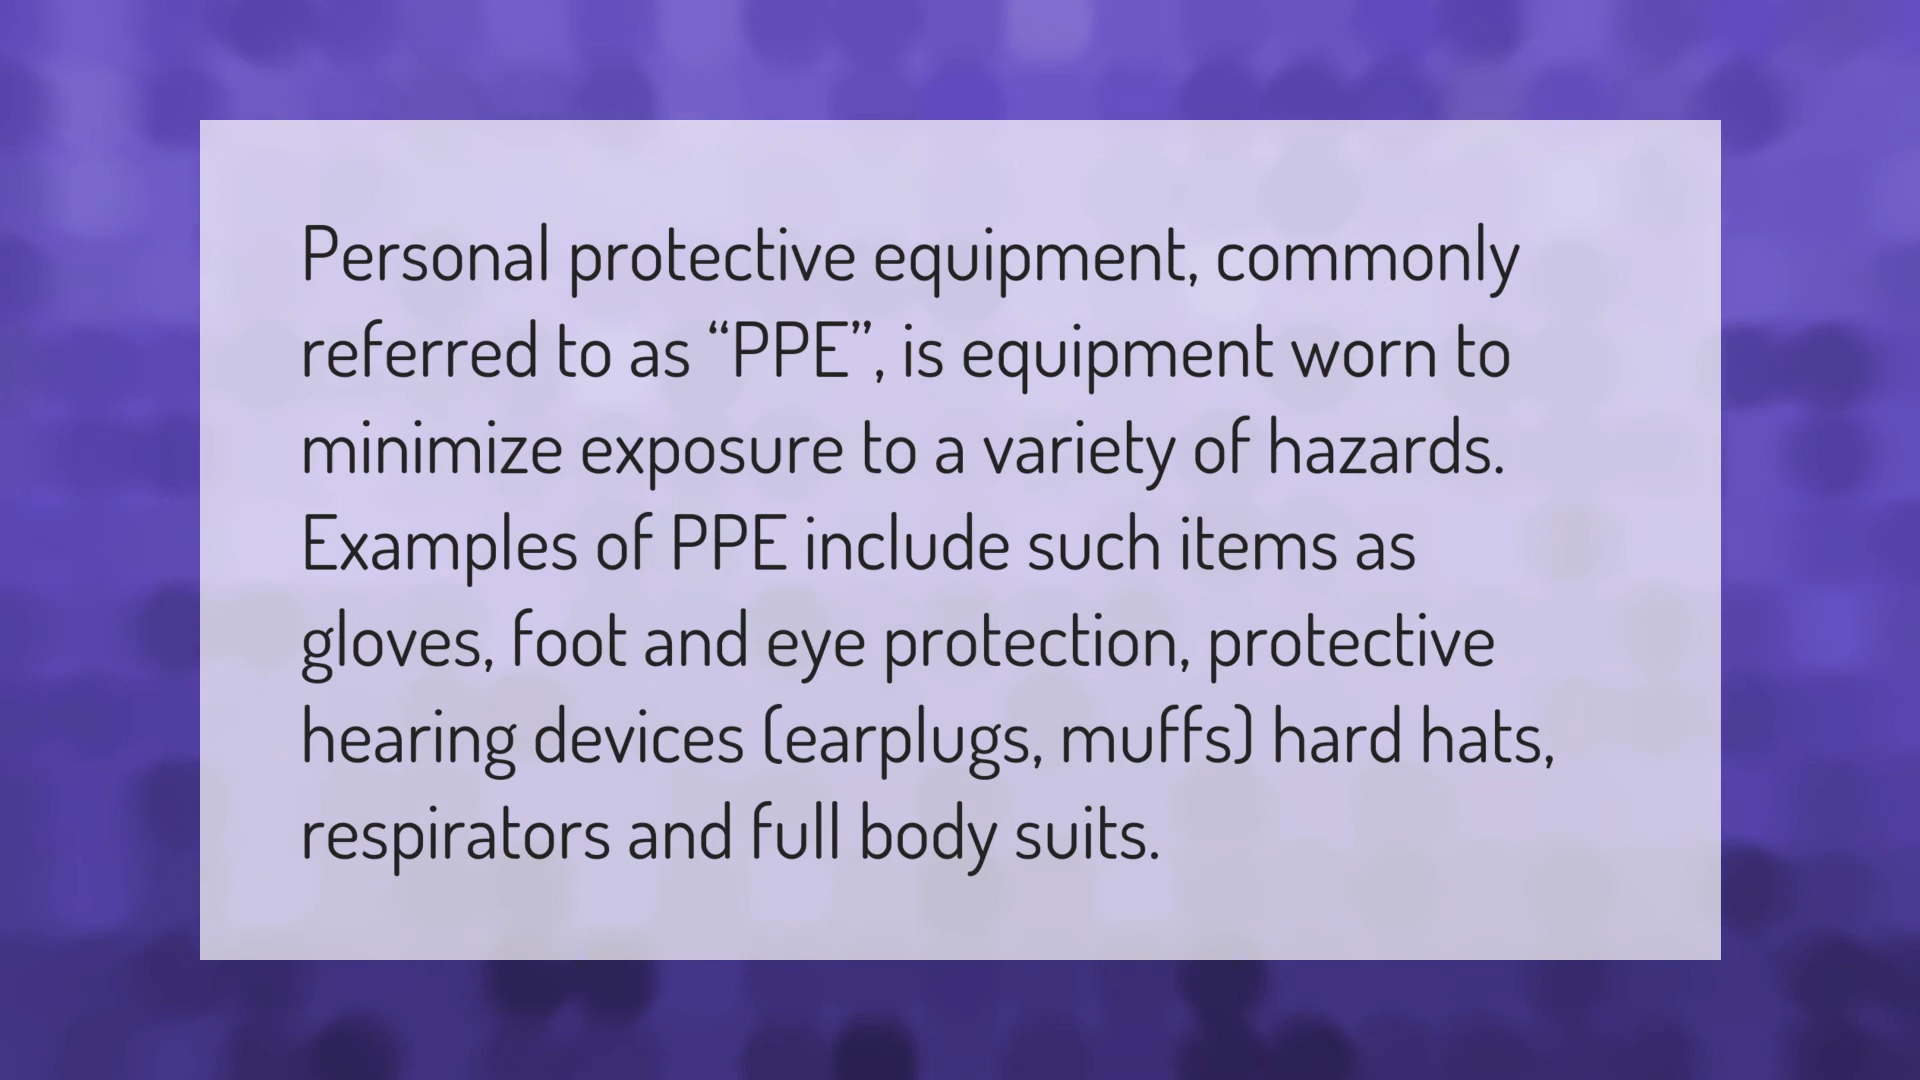 Personal protective equipment, commonly
referred to as “PPE”, is equipment worn to
minimize exposure to a variety of hazards.
Examples of PPE include such items as
gloves, foot and eye protection, protective
hearing devices (earplugs, muffs) hard hats,
respirators and full body suits.